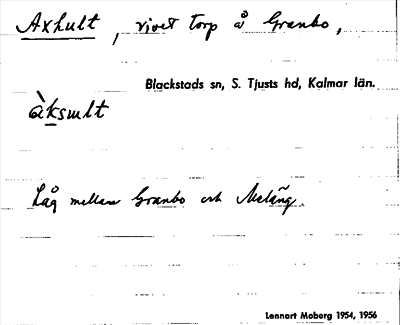 Axhult, rivet torp å Granbo,
Blackstads sn, S. Tjusts hd, Kalmar län.
àksult
Låg mellan Granbo och Meläng.
Lennart Moberg 1954, 1956